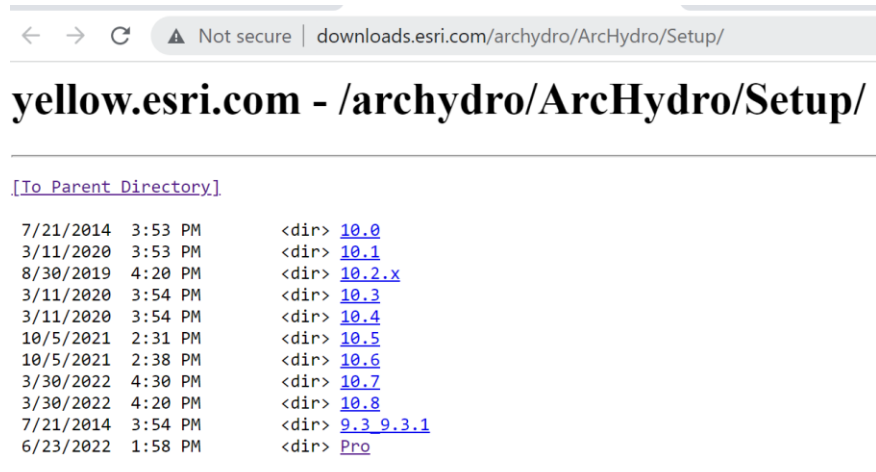 Not secure | downloads.esri.com/archydro/ArcHydro/Setup/
yellow.esri.com - /archydro/ArcHydro/Setup/
[To Parent Directory]
7/21/2014 3:53 PM <dir> 10.0
3/11/2020 3:53 PM <dir> 10.1
8/30/2019 4:20 PM <dir> 10.2.x
3/11/2020 3:54 PM <dir> 10.3
3/11/2020 3:54 PM <dir> 10.4
10/5/2021 2:31 PM <dir> 10.5
10/5/2021 2:38 PM <dir> 10.6
3/30/2022 4:30 PM <dir> 10.7
3/30/2022 4:20 PM <dir> 10.8
7/21/2014 3:54 PM <dir> 9.3_9.3.1
6/23/2022 1:58 PM <dir> Pro